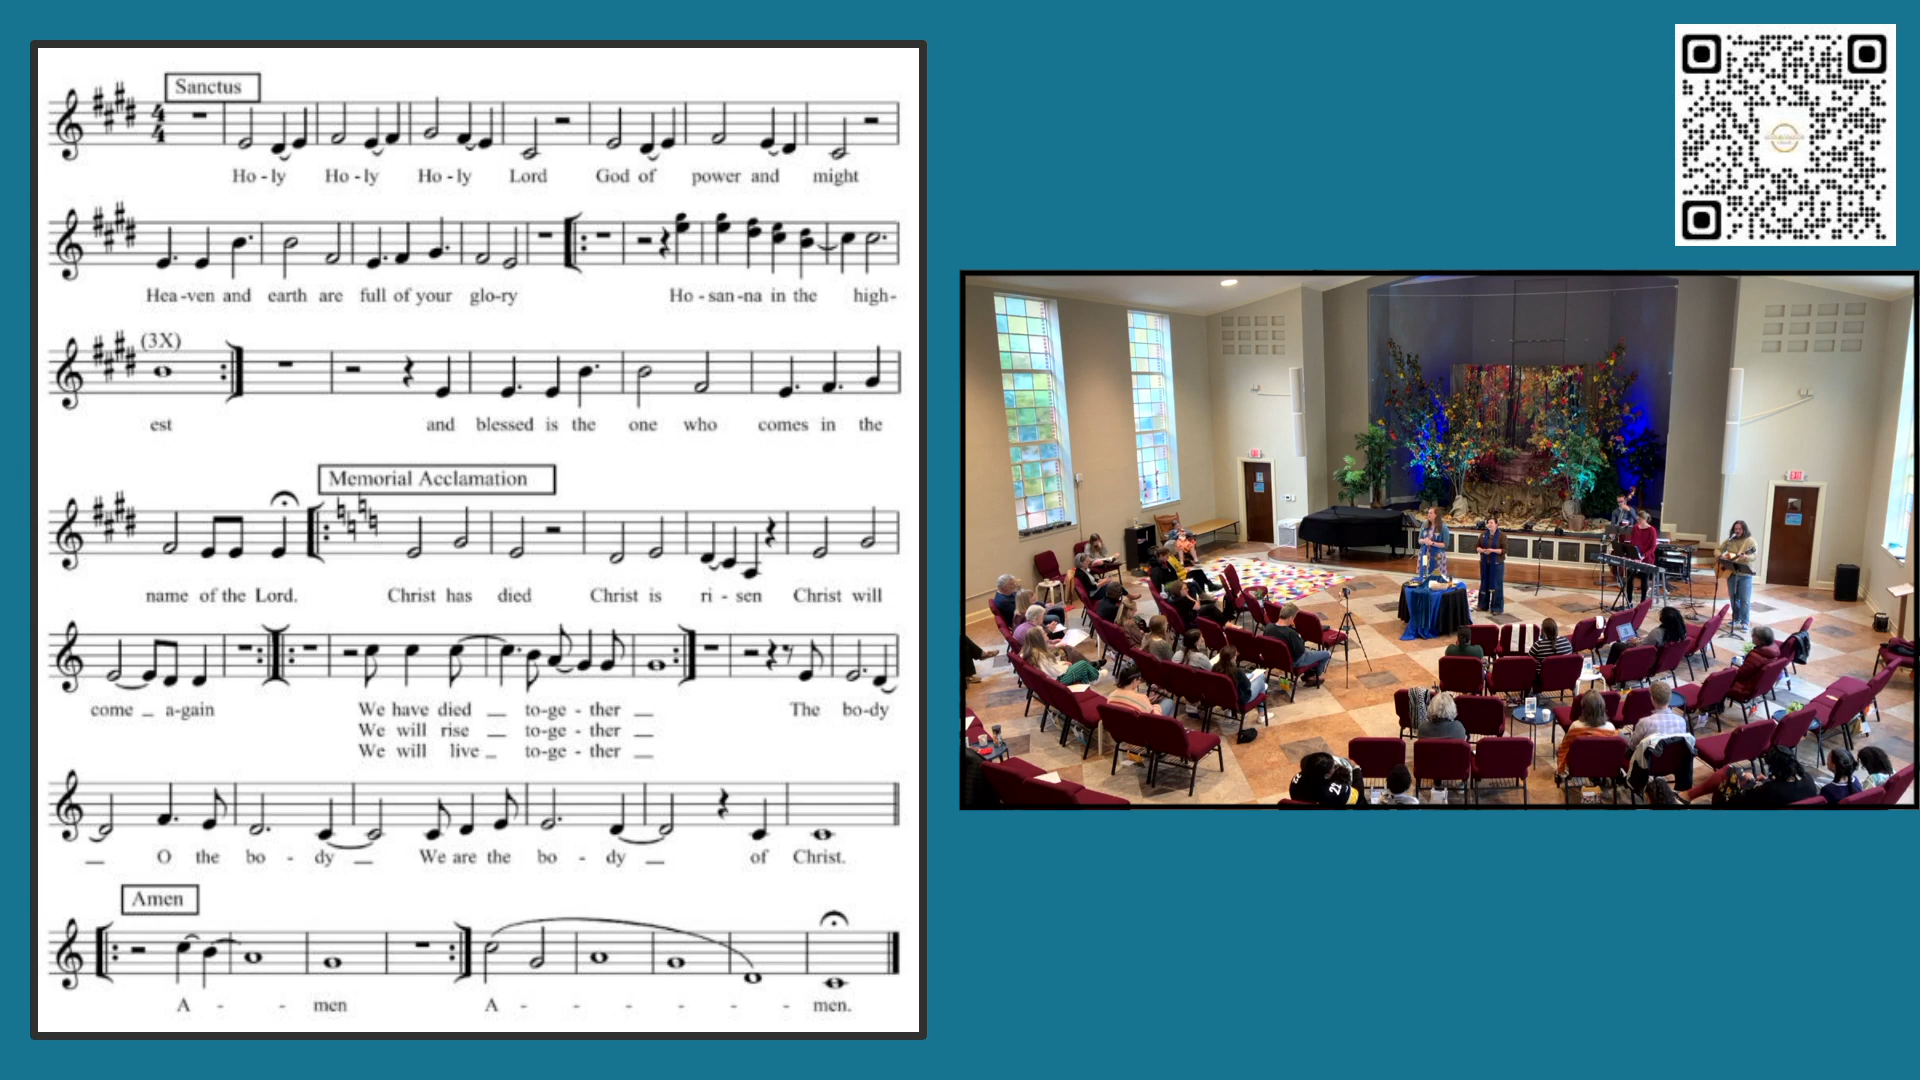 Sanctus
Ho - ly Ho - ly Ho - ly Lord God of power and might
Hea -ven and earth are full of your glo-ry Ho - san -na in the high-
(3X)
est and blessed is the one who comes in the
Memorial Acclamation
name of the Lord. Christ has died Christ is ri - sen Christ will
come _ a-gain We have died _ to-ge - ther _ The bo-dy
We will rise _ to-ge - ther _
We will live _ to-ge - ther _
_ O the bo - dy _ We are the bo - dy _ of Christ.
Amen
A - - men A - - - - - men.
21